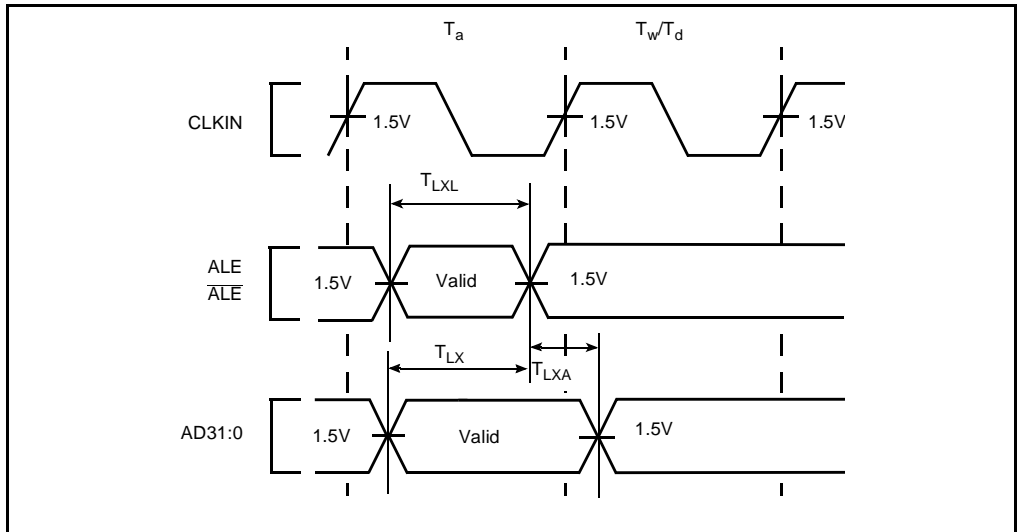 Ta Tw/Td
CLKIN 1.5V 1.5V 1.5V
TLXL
ALE
ALE 1.5V Valid 1.5V
TLX TLXA
AD31:0 1.5V Valid 1.5V